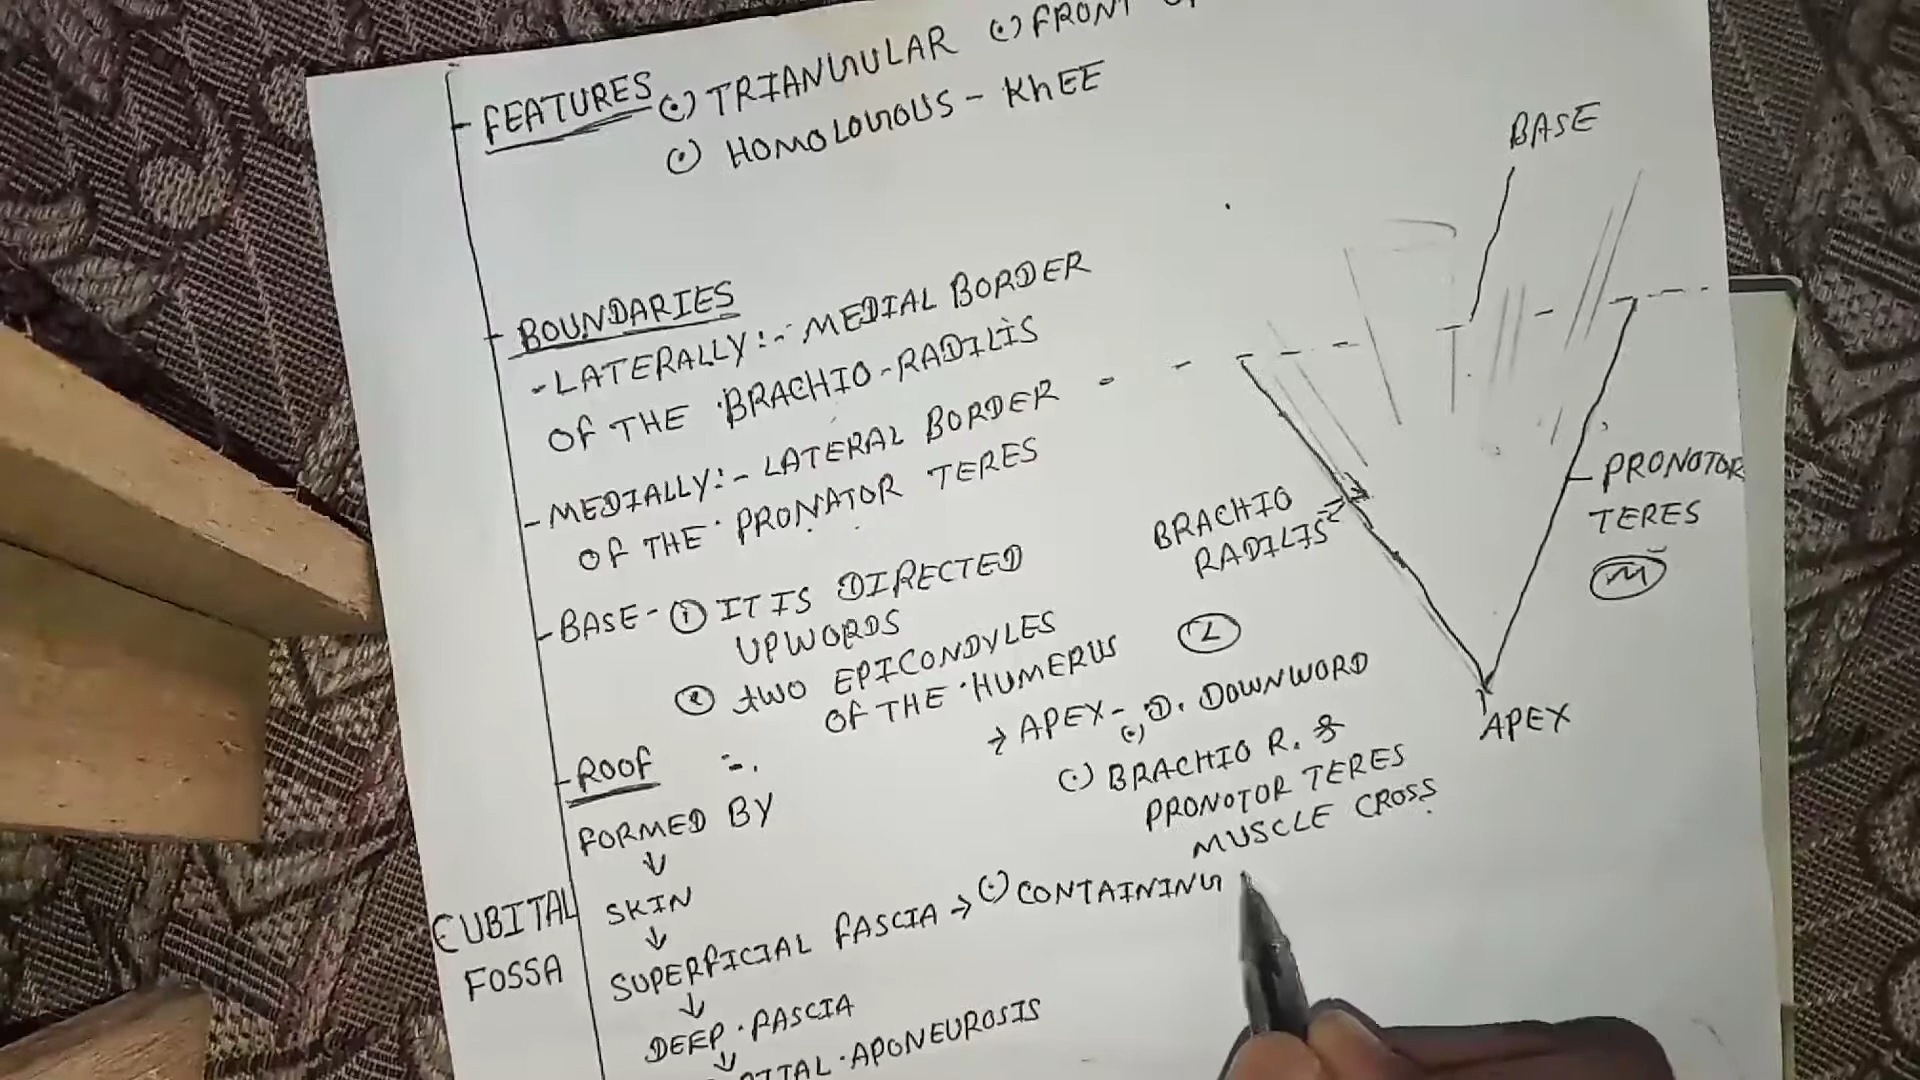 FEATURES (•) TRIANGULAR (•) FRONT
(•) HOMOLOGOUS - KhEE
BASE
BOUNDARIES
- LATERALLY :- MEDIAL BORDER
OF THE BRACHIO-RADILIS
- MEDIALLY :- LATERAL BORDER
OF THE PRONATOR TERES
BRACHIO
RADILIS
L
PRONOTOR
TERES
M
APEX
BASE - ① IT IS DIRECTED
UPWORDS
② TWO EPICONDYLES
OF THE HUMERUS
→ APEX - (•) D. DOWNWORD
(•) BRACHIO R. &
PRONOTOR TERES
MUSCLE CROSS
ROOF :-
FORMED BY
↓
SKIN
↓
SUPERFICIAL FASCIA → (•) CONTAINING
↓
DEEP FASCIA
↓
APONEUROSIS
CUBITAL
FOSSA